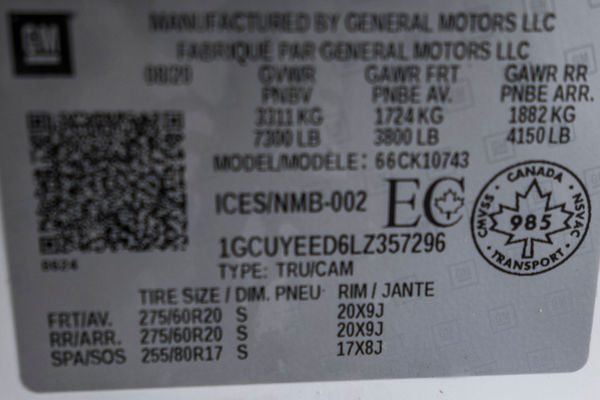 GM
MANUFACTURED BY GENERAL MOTORS LLC
FABRIQUÉ PAR GENERAL MOTORS LLC
08/20 GVWR GAWR FRT GAWR RR
PNBV PNBE AV. PNBE ARR.
3311 KG 1724 KG 1882 KG
7300 LB 3800 LB 4150 LB
MODEL/MODÈLE: 66CK10743
ICES/NMB-002 EC
CANADA
CMVSS 985 NSVAC
TRANSPORT
1GCUYEED6LZ357296
0624
TYPE: TRU/CAM
TIRE SIZE / DIM. PNEU RIM / JANTE
FRT/AV. 275/60R20 S 20X9J
RR/ARR. 275/60R20 S 20X9J
SPA/SOS 255/80R17 S 17X8J